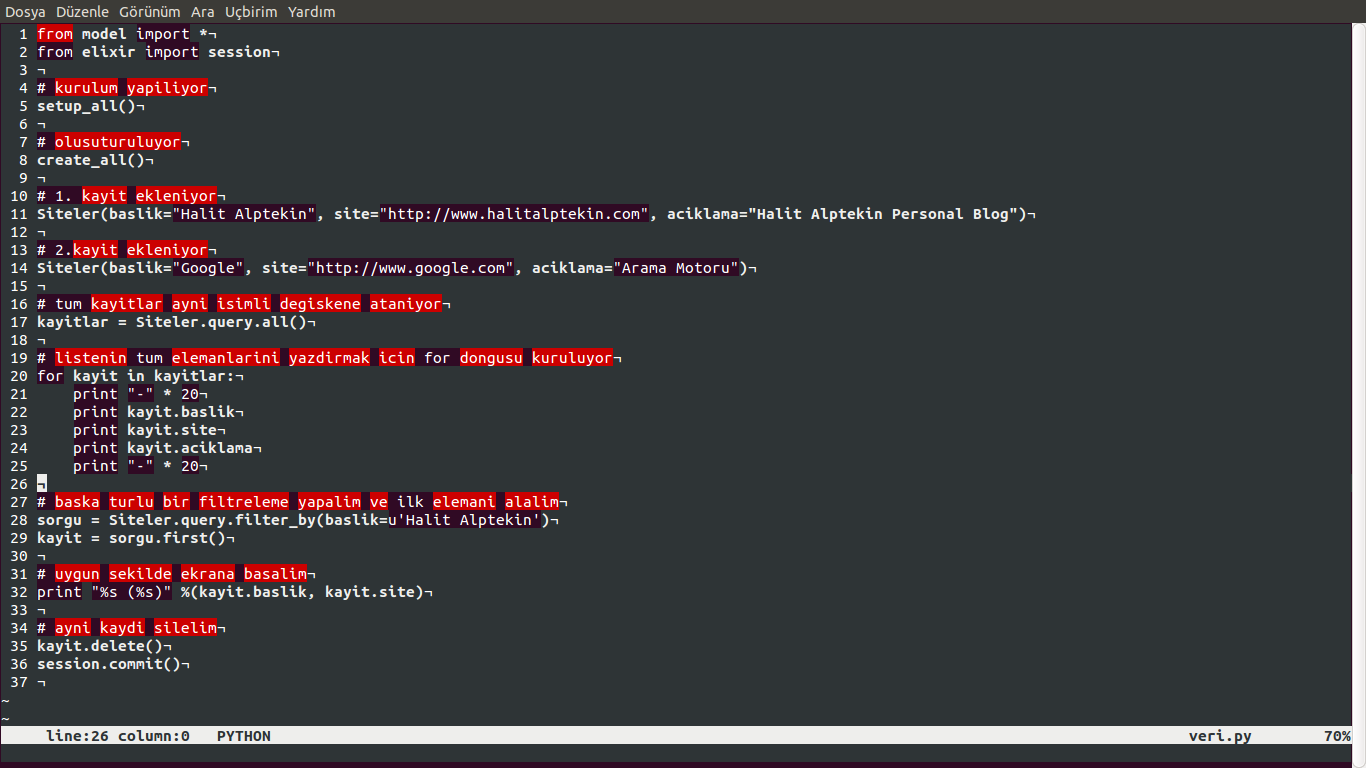 Dosya Düzenle Görünüm Ara Uçbirim Yardım
1 from model import *¬
2 from elixir import session¬
3 ¬
4 # kurulum yapiliyor¬
5 setup_all()¬
6 ¬
7 # olusuturuluyor¬
8 create_all()¬
9 ¬
10 # 1. kayit ekleniyor¬
11 Siteler(baslik="Halit Alptekin", site="http://www.halitalptekin.com", aciklama="Halit Alptekin Personal Blog")¬
12 ¬
13 # 2.kayit ekleniyor¬
14 Siteler(baslik="Google", site="http://www.google.com", aciklama="Arama Motoru")¬
15 ¬
16 # tum kayitlar ayni isimli degiskene ataniyor¬
17 kayitlar = Siteler.query.all()¬
18 ¬
19 # listenin tum elemanlarini yazdirmak icin for dongusu kuruluyor¬
20 for kayit in kayitlar:¬
21     print "-" * 20¬
22     print kayit.baslik¬
23     print kayit.site¬
24     print kayit.aciklama¬
25     print "-" * 20¬
26 ¬
27 # baska turlu bir filtreleme yapalim ve ilk elemani alalim¬
28 sorgu = Siteler.query.filter_by(baslik=u'Halit Alptekin')¬
29 kayit = sorgu.first()¬
30 ¬
31 # uygun sekilde ekrana basalim¬
32 print "%s (%s)" %(kayit.baslik, kayit.site)¬
33 ¬
34 # ayni kaydi silelim¬
35 kayit.delete()¬
36 session.commit()¬
37 ¬
~
~
line:26 column:0 PYTHON veri.py 70%